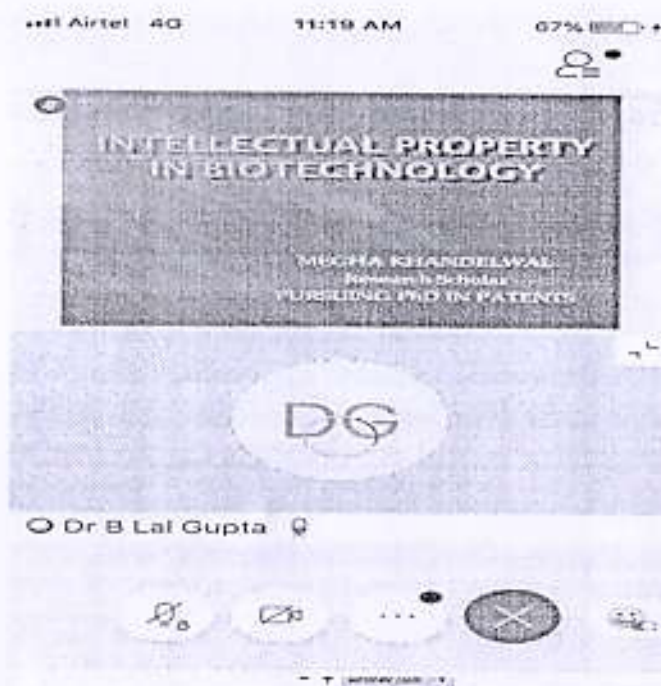 Airtel 4G 11:19 AM 67%
INTELLECTUAL PROPERTY
IN BIOTECHNOLOGY
MEGHA KHANDELWAL
Research Scholar
PURSUING PhD IN PATENTS
DG
Dr B Lal Gupta